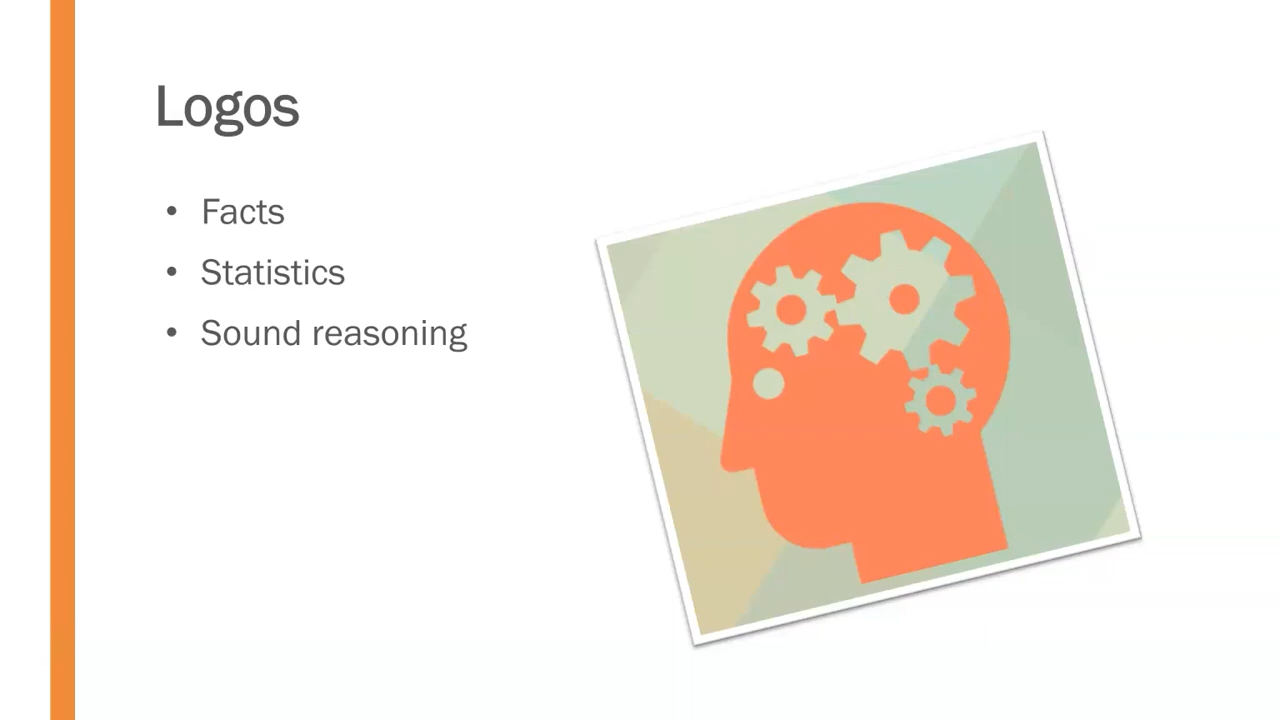 Logos
• Facts
• Statistics
• Sound reasoning